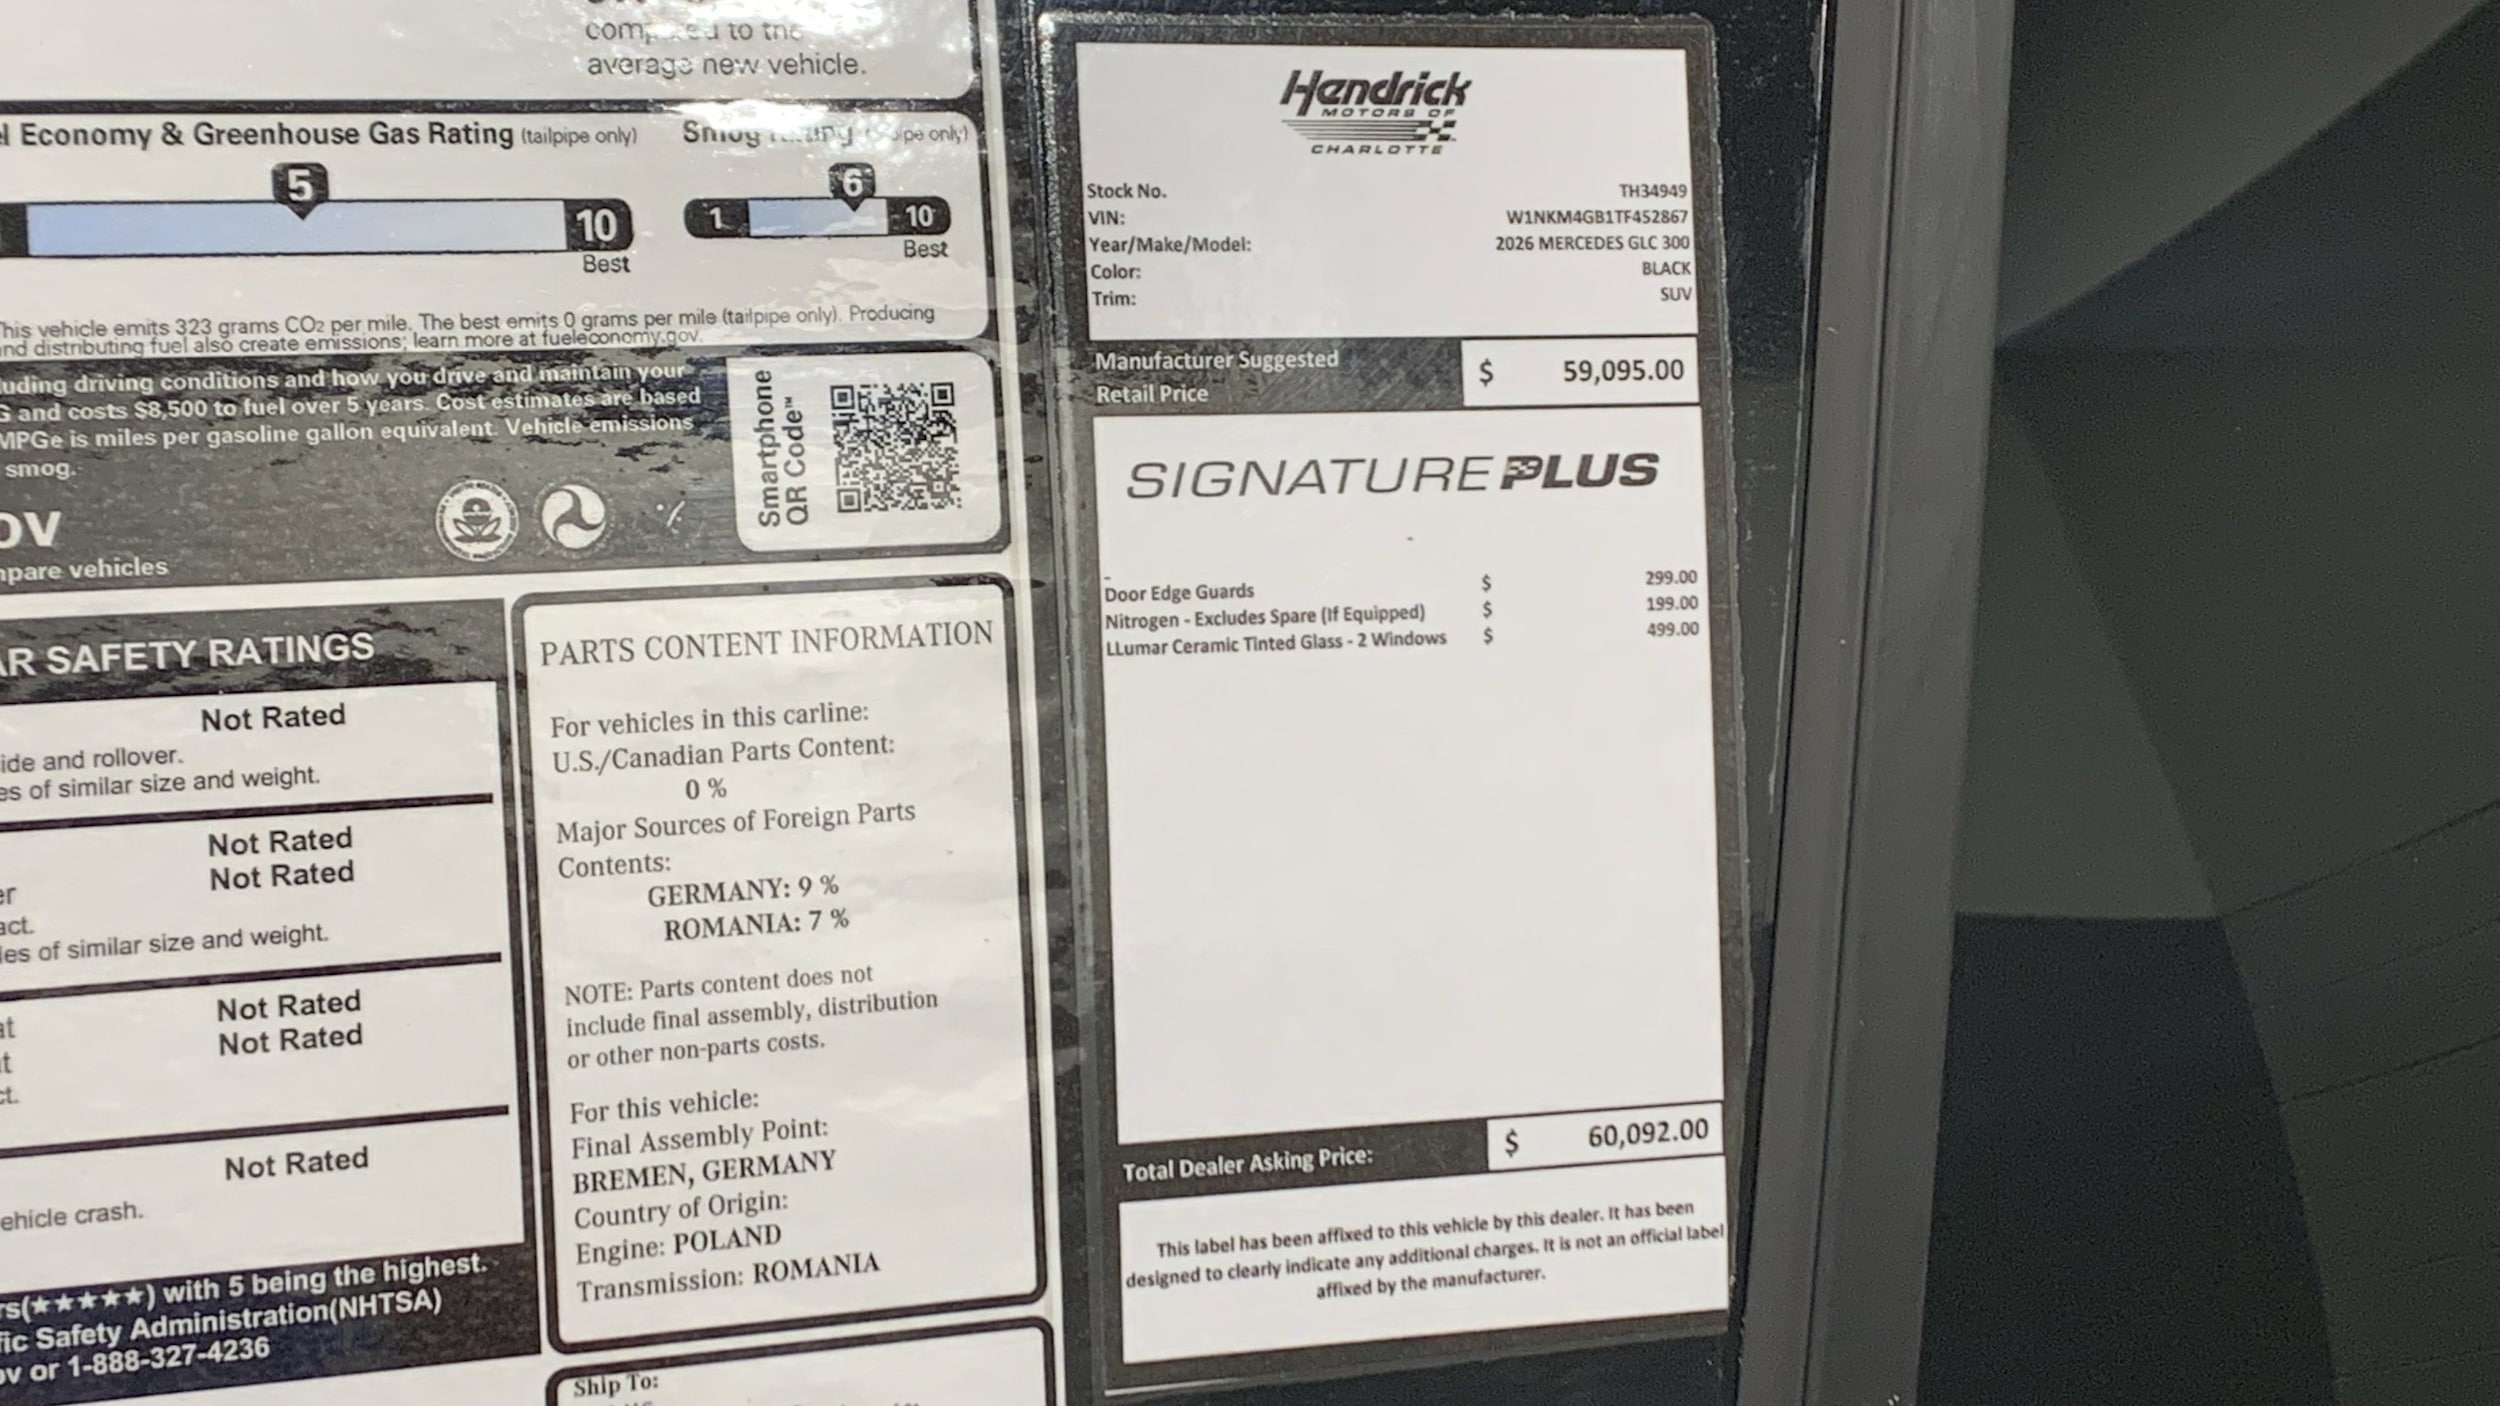 to the
average new vehicle.
Economy & Greenhouse Gas Rating (tailpipe only)
Smog only)
5
10
Best
6
1
10
Best
This vehicle emits 323 grams CO2 per mile. The best emits 0 grams per mile (tailpipe only). Producing
and distributing fuel also create emissions; learn more at fueleconomy.gov.
driving conditions and how you drive and maintain your
and costs $8,500 to fuel over 5 years. Cost estimates are based
MPGe is miles per gasoline gallon equivalent. Vehicle emissions
smog.
Smartphone
QR Code™
vehicles
SAFETY RATINGS
Not Rated
and rollover.
of similar size and weight.
Not Rated
Not Rated
of similar size and weight.
Not Rated
Not Rated
Not Rated
crash.
(★★★★★) with 5 being the highest.
Safety Administration(NHTSA)
or 1-888-327-4236
PARTS CONTENT INFORMATION
For vehicles in this carline:
U.S./Canadian Parts Content:
0 %
Major Sources of Foreign Parts
Contents:
GERMANY: 9 %
ROMANIA: 7 %
NOTE: Parts content does not
include final assembly, distribution
or other non-parts costs.
For this vehicle:
Final Assembly Point:
BREMEN, GERMANY
Country of Origin:
Engine: POLAND
Transmission: ROMANIA
Ship To:
Hendrick
MOTORS OF
CHARLOTTE
Stock No. TH34949
VIN: W1NKM4GB1TF452867
Year/Make/Model: 2026 MERCEDES GLC 300
Color: BLACK
Trim: SUV
Manufacturer Suggested
Retail Price $ 59,095.00
SIGNATURE PLUS
Door Edge Guards $ 299.00
Nitrogen - Excludes Spare (If Equipped) $ 199.00
LLumar Ceramic Tinted Glass - 2 Windows $ 499.00
Total Dealer Asking Price: $ 60,092.00
This label has been affixed to this vehicle by this dealer. It has been
designed to clearly indicate any additional charges. It is not an official label
affixed by the manufacturer.